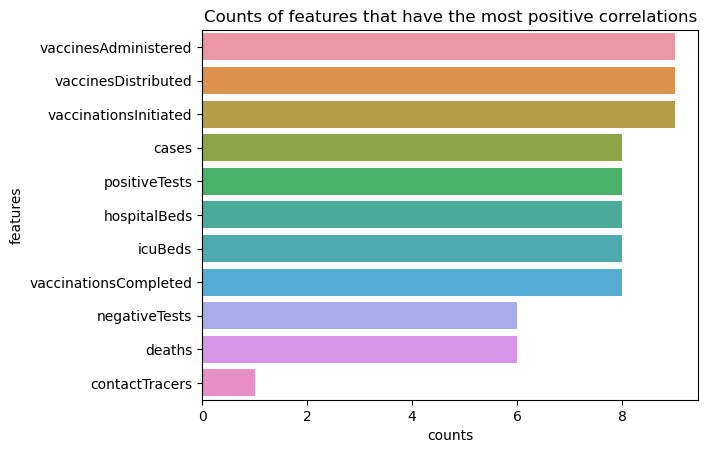 Counts of features that have the most positive correlations
features
vaccinesAdministered
vaccinesDistributed
vaccinationsInitiated
cases
positiveTests
hospitalBeds
icuBeds
vaccinationsCompleted
negativeTests
deaths
contactTracers
0 2 4 6 8
counts